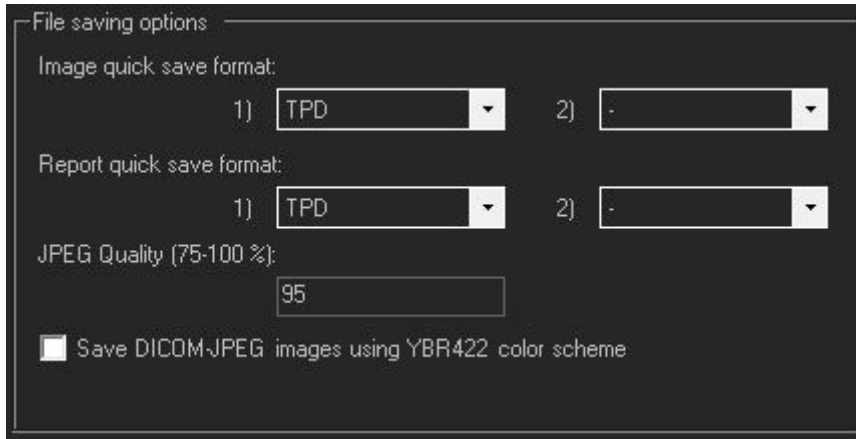 File saving options
Image quick save format:
1) TPD 2) -
Report quick save format:
1) TPD 2) -
JPEG Quality (75-100 %):
95
Save DICOM-JPEG images using YBR422 color scheme